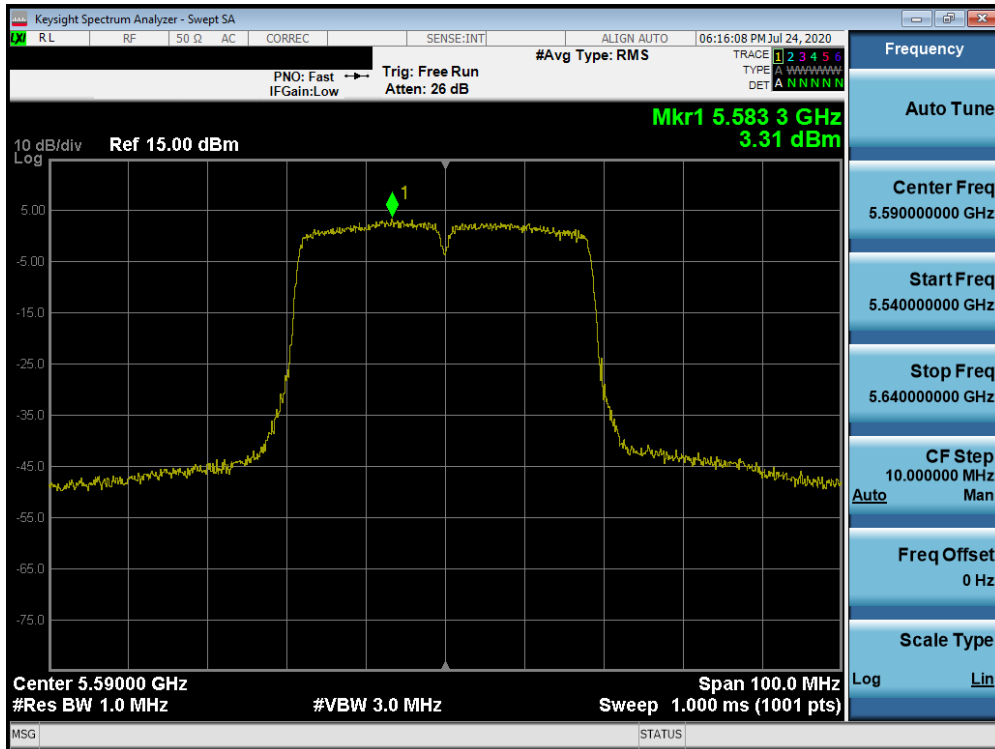 Keysight Spectrum Analyzer - Swept SA
LXI RL RF 50 Ω AC CORREC SENSE:INT ALIGN AUTO 06:16:08 PM Jul 24, 2020
PNO: Fast
IFGain:Low
Trig: Free Run
Atten: 26 dB
#Avg Type: RMS
TRACE 1 2 3 4 5 6
TYPE A W W W W W
DET A N N N N N
Mkr1 5.583 3 GHz
3.31 dBm
10 dB/div Ref 15.00 dBm
Log
1
5.00
-5.00
-15.0
-25.0
-35.0
-45.0
-55.0
-65.0
-75.0
Center 5.59000 GHz Span 100.0 MHz
#Res BW 1.0 MHz #VBW 3.0 MHz Sweep 1.000 ms (1001 pts)
MSG STATUS
Frequency
Auto Tune
Center Freq
5.590000000 GHz
Start Freq
5.540000000 GHz
Stop Freq
5.640000000 GHz
CF Step
10.000000 MHz
Auto Man
Freq Offset
0 Hz
Scale Type
Log Lin